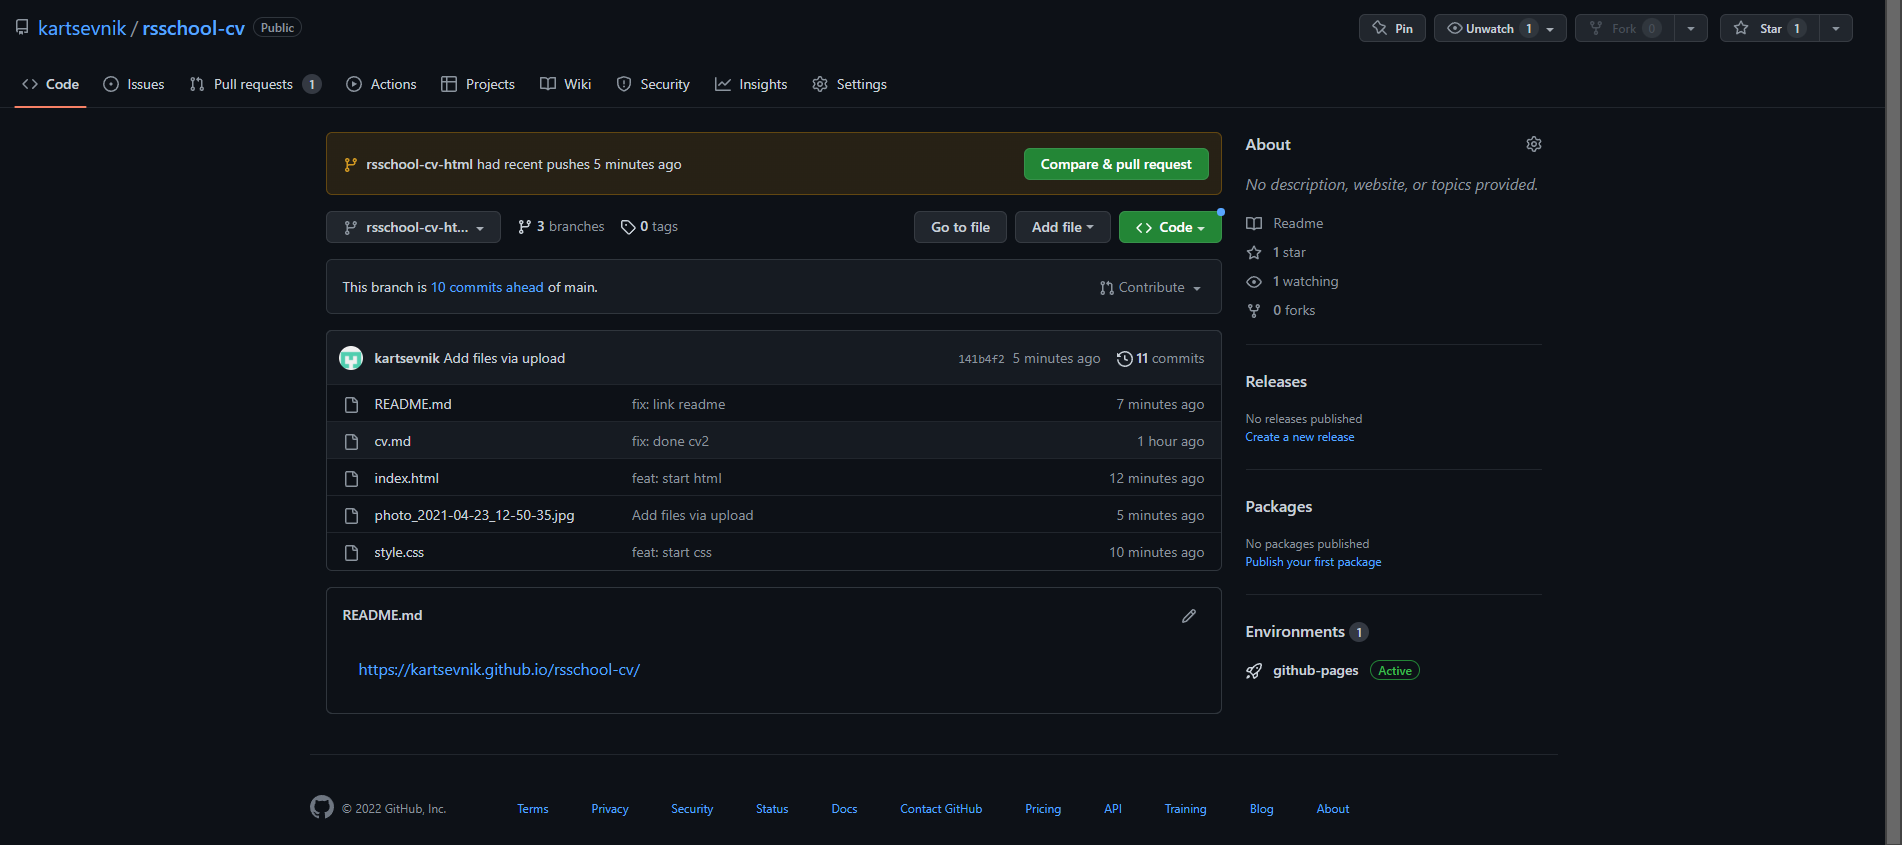 kartsevnik / rsschool-cv Public
Pin Unwatch 1 Fork 0 Star 1
Code Issues Pull requests 1 Actions Projects Wiki Security Insights Settings
rsschool-cv-html had recent pushes 5 minutes ago Compare & pull request
rsschool-cv-ht... 3 branches 0 tags Go to file Add file Code
This branch is 10 commits ahead of main. Contribute
kartsevnik Add files via upload 141b4f2 5 minutes ago 11 commits
README.md fix: link readme 7 minutes ago
cv.md fix: done cv2 1 hour ago
index.html feat: start html 12 minutes ago
photo_2021-04-23_12-50-35.jpg Add files via upload 5 minutes ago
style.css feat: start css 10 minutes ago
README.md
https://kartsevnik.github.io/rsschool-cv/
About
No description, website, or topics provided.
Readme
1 star
1 watching
0 forks
Releases
No releases published
Create a new release
Packages
No packages published
Publish your first package
Environments 1
github-pages Active
© 2022 GitHub, Inc. Terms Privacy Security Status Docs Contact GitHub Pricing API Training Blog About